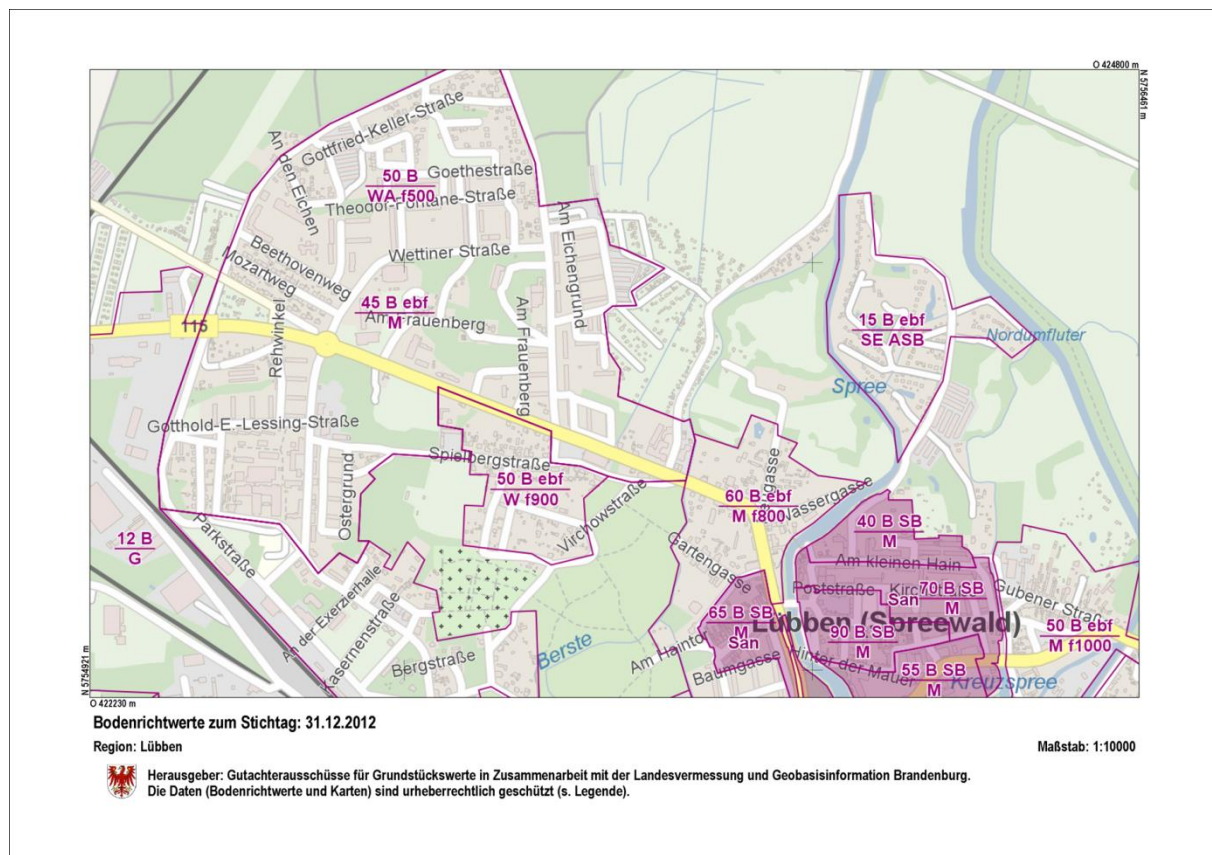 O 424800 m
N 5756461 m
Gottfried-Keller-Straße
An den Eichen
Goethestraße
50 B
WA f500
Theodor-Fontane-Straße
Am Eichengrund
Wettiner Straße
Beethovenweg
Mozartweg
45 B ebf
M
Am Frauenberg
115
Rehwinkel
Am Frauenberg
15 B ebf
SE ASB
Nordumfluter
Spree
Gotthold-E.-Lessing-Straße
Spielbergstraße
50 B ebf
W f900
Ostergrund
Virchowstraße
60 B ebf
M f800
Wassergasse
Gartengasse
12 B
G
Parkstraße
40 B SB
M
Am kleinen Hain
Poststraße
San
70 B SB
M
Gubener Straße
An der Exerzierhalle
Kasernenstraße
65 B SB
M
San
Lübben (Spreewald)
90 B SB
M
50 B ebf
M f1000
Bergstraße
Berste
Am Haintor
Baumgasse
Hinter der Mauer
55 B SB
M
Kreuzspree
N 5754921 m
O 422230 m
Bodenrichtwerte zum Stichtag: 31.12.2012
Region: Lübben
Maßstab: 1:10000
Herausgeber: Gutachterausschüsse für Grundstückswerte in Zusammenarbeit mit der Landesvermessung und Geobasisinformation Brandenburg.
Die Daten (Bodenrichtwerte und Karten) sind urheberrechtlich geschützt (s. Legende).